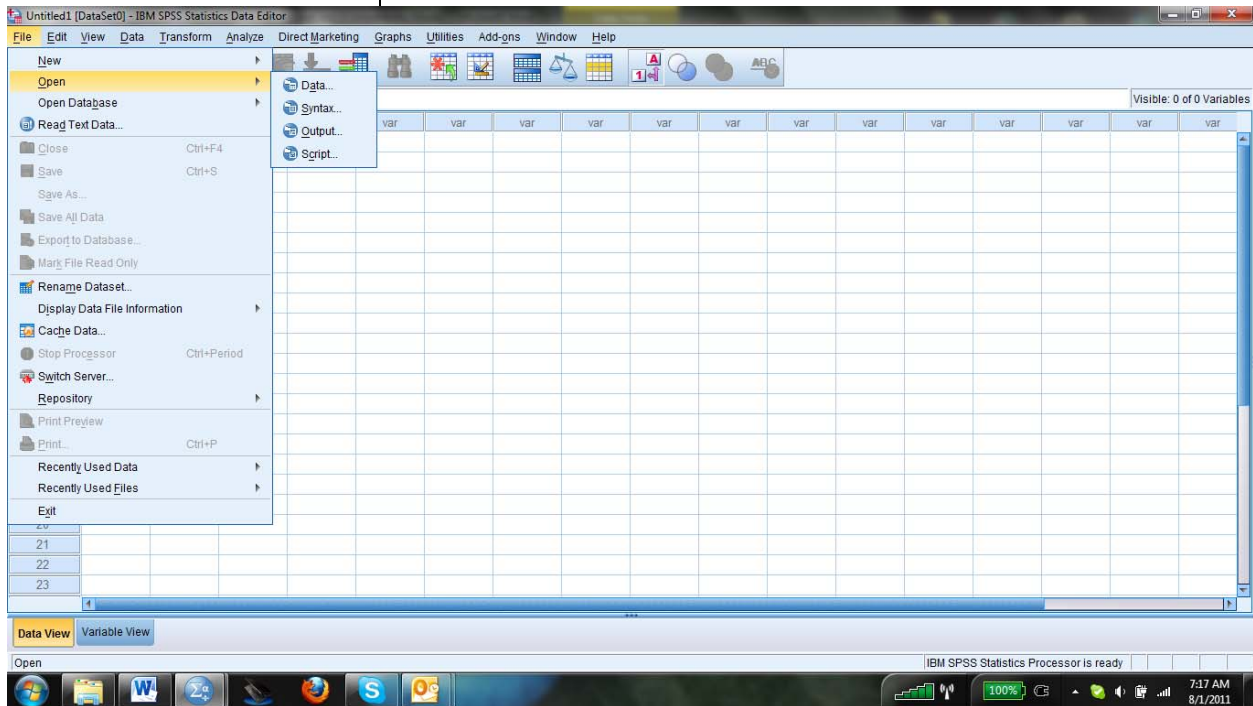 Untitled1 [DataSet0] - IBM SPSS Statistics Data Editor
File Edit View Data Transform Analyze Direct Marketing Graphs Utilities Add-ons Window Help
New
Open
Open Database
Read Text Data...
Close Ctrl+F4
Save Ctrl+S
Save As...
Save All Data
Export to Database...
Mark File Read Only
Rename Dataset...
Display Data File Information
Cache Data...
Stop Processor Ctrl+Period
Switch Server...
Repository
Print Preview
Print... Ctrl+P
Recently Used Data
Recently Used Files
Exit
Data...
Syntax...
Output...
Script...
A
1
ABC
Visible: 0 of 0 Variables
var var var var var var var var var var var var var
20
21
22
23
Data View Variable View
Open IBM SPSS Statistics Processor is ready
W S 100% 7:17 AM
8/1/2011